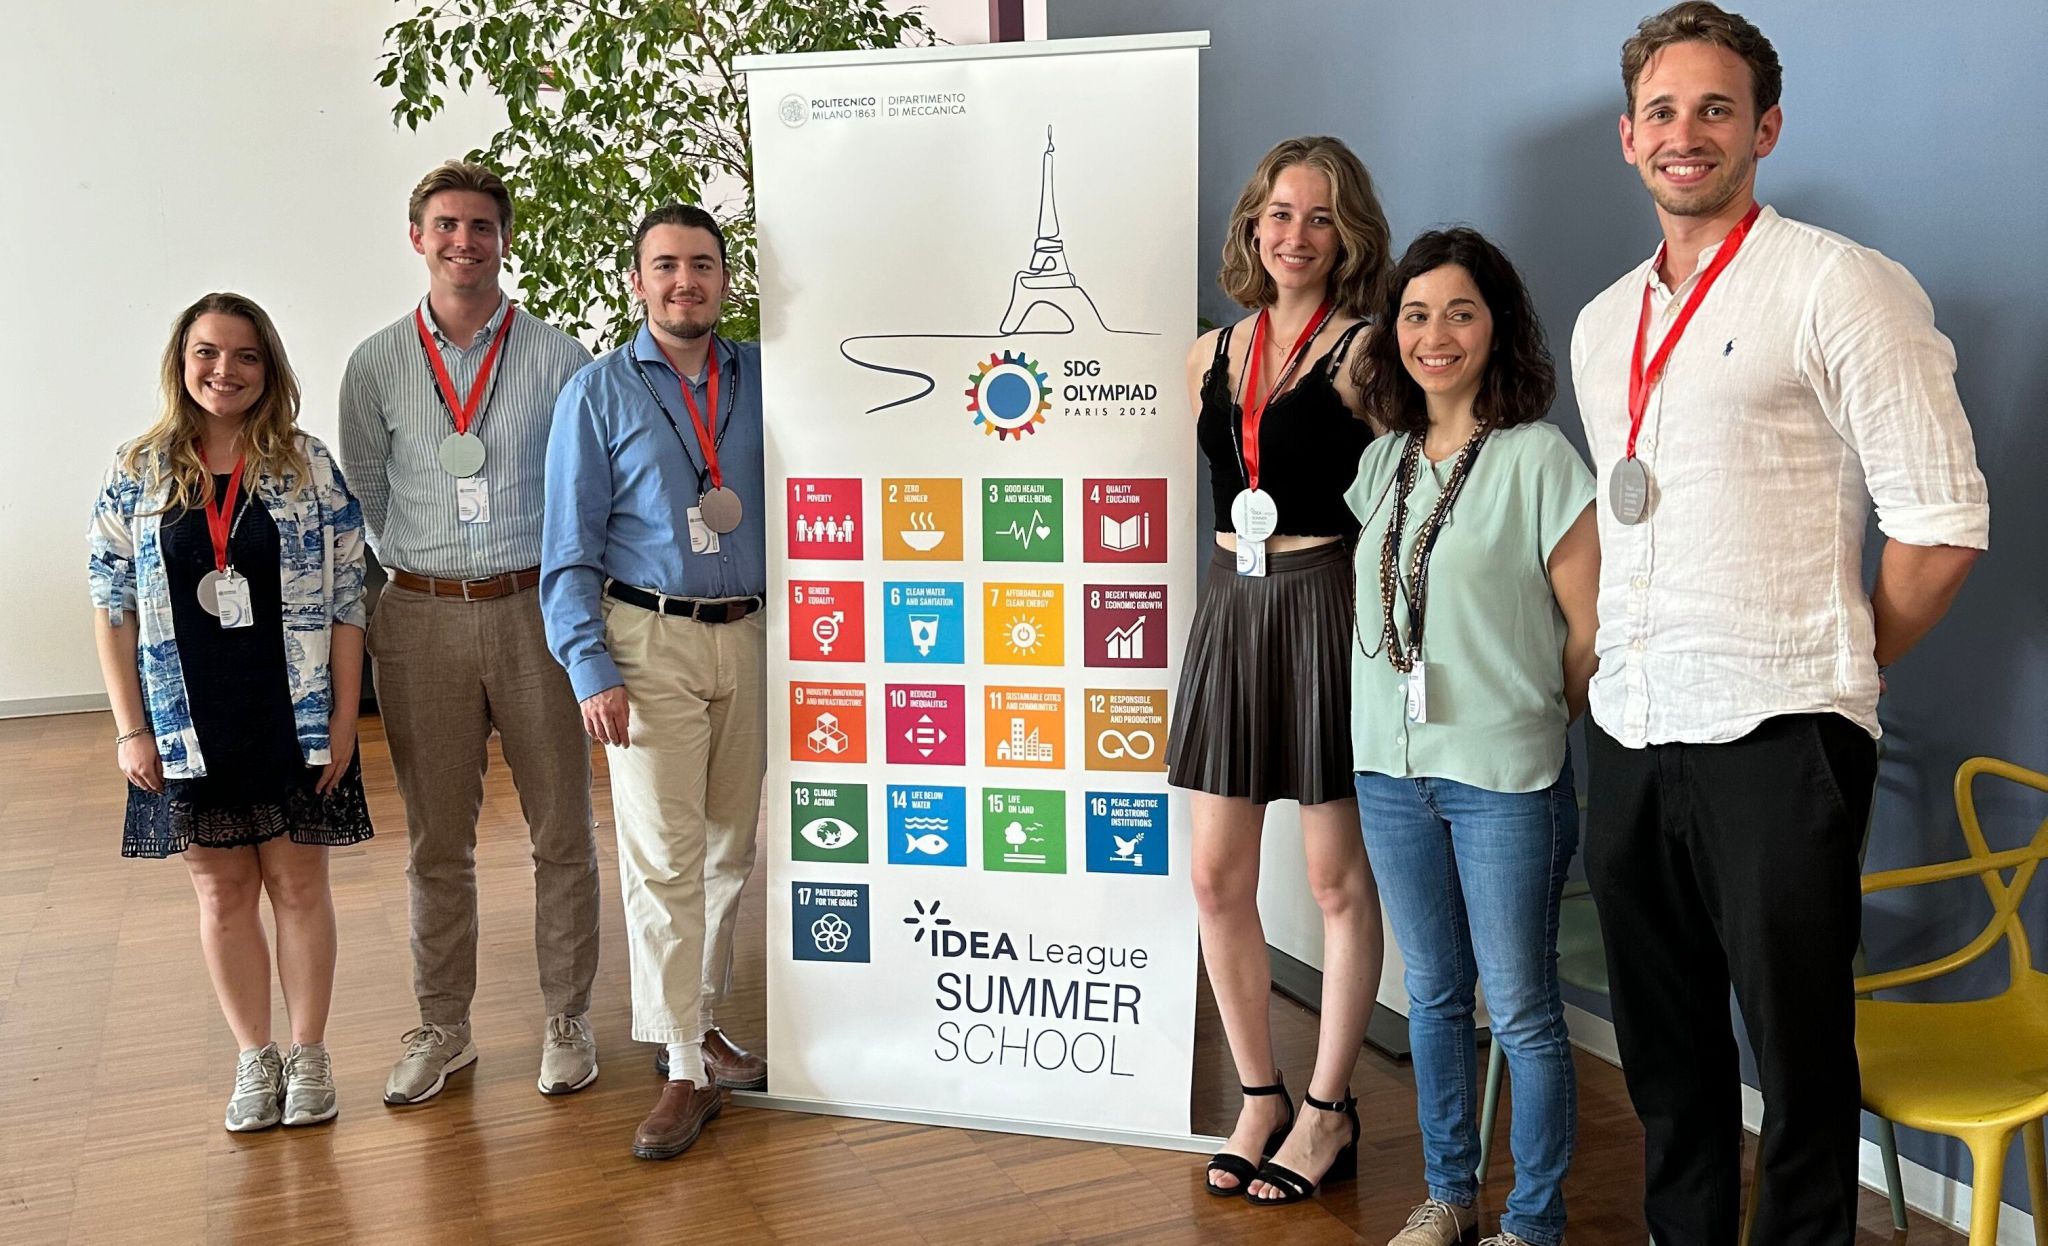 POLITECNICO
MILANO 1863
DIPARTIMENTO
DI MECCANICA
SDG
OLYMPIAD
PARIS 2024
1 NO
POVERTY
2 ZERO
HUNGER
3 GOOD HEALTH
AND WELL-BEING
4 QUALITY
EDUCATION
5 GENDER
EQUALITY
6 CLEAN WATER
AND SANITATION
7 AFFORDABLE AND
CLEAN ENERGY
8 DECENT WORK AND
ECONOMIC GROWTH
9 INDUSTRY, INNOVATION
AND INFRASTRUCTURE
10 REDUCED
INEQUALITIES
11 SUSTAINABLE CITIES
AND COMMUNITIES
12 RESPONSIBLE
CONSUMPTION
AND PRODUCTION
13 CLIMATE
ACTION
14 LIFE BELOW
WATER
15 LIFE
ON LAND
16 PEACE, JUSTICE
AND STRONG
INSTITUTIONS
17 PARTNERSHIPS
FOR THE GOALS
IDEA League
SUMMER
SCHOOL
IDEA League
SUMMER
SCHOOL